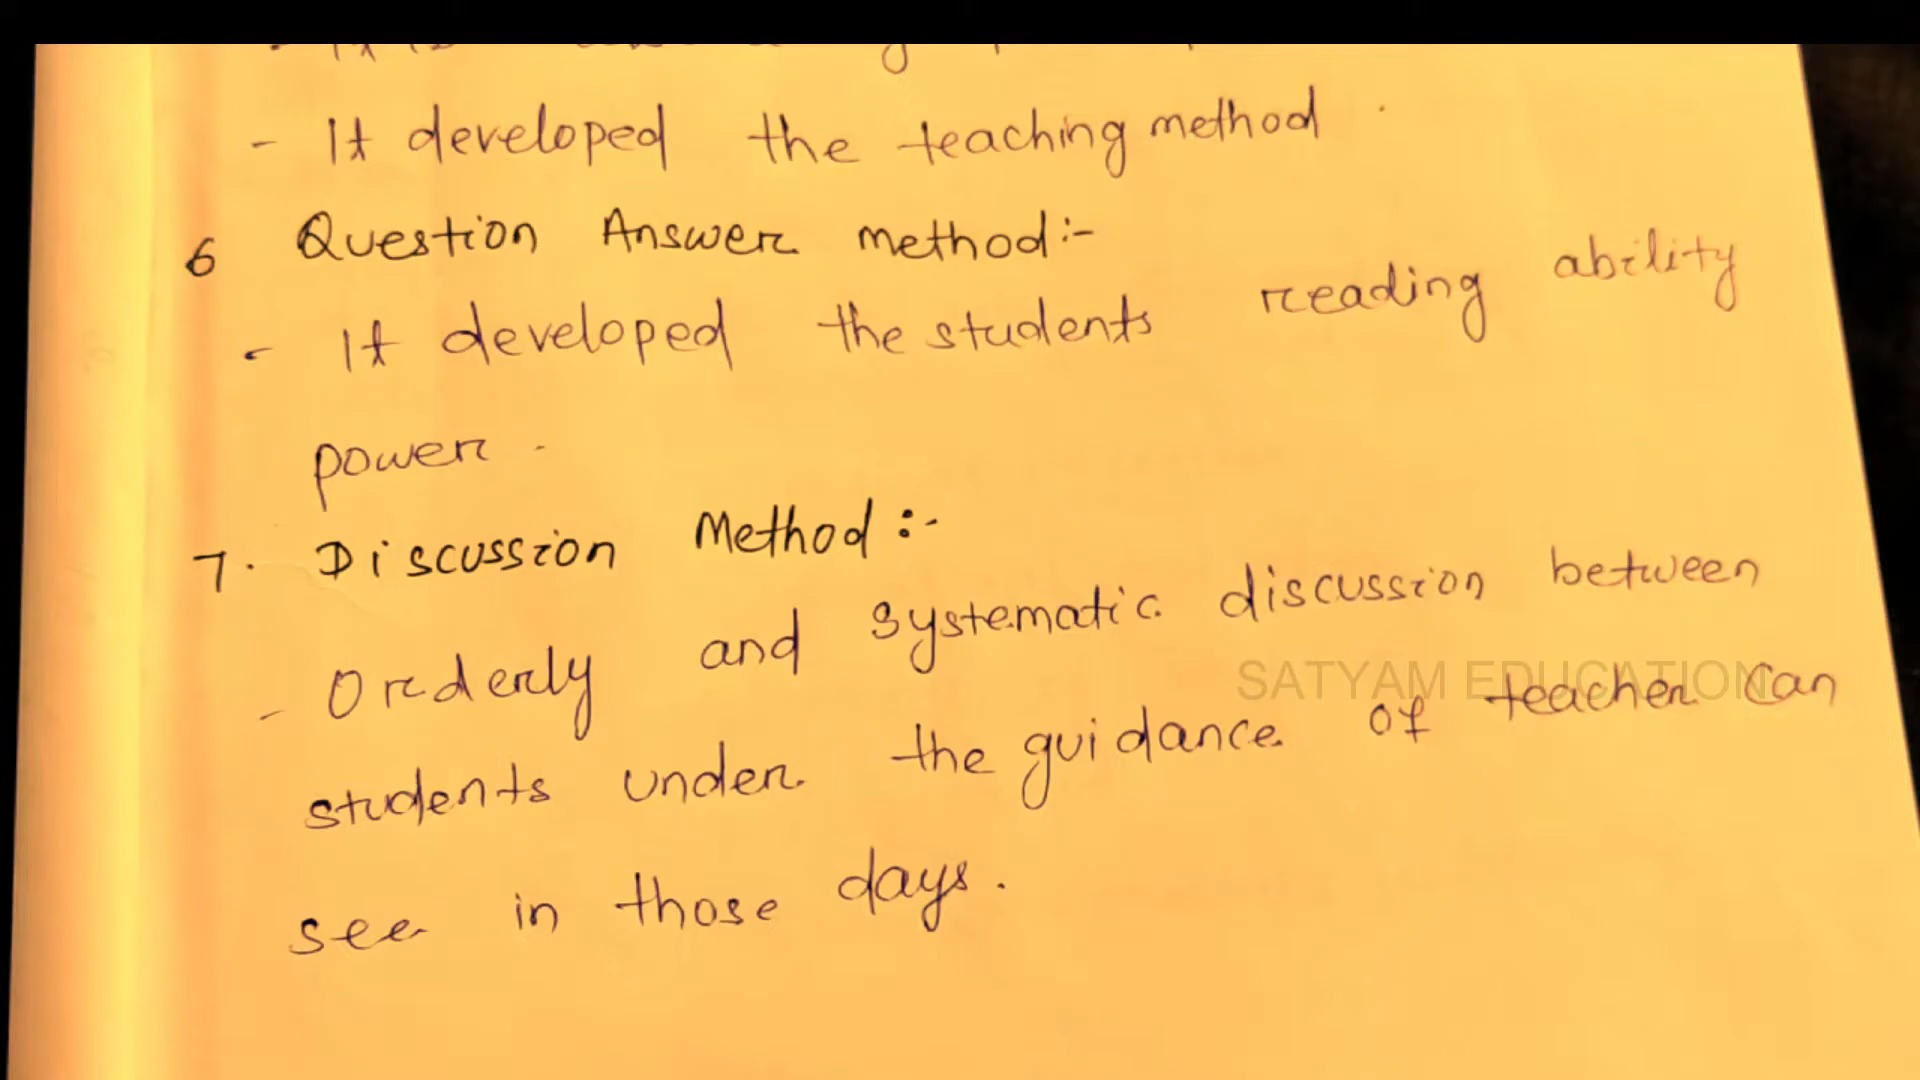 - It developed the teaching method.
6 Question Answer method:-
- It developed the students reading ability
power.
7. Discussion Method:-
- Orderly and systematic discussion between
SATYAM EDUCATION
students under the guidance of teacher can
see in those days.